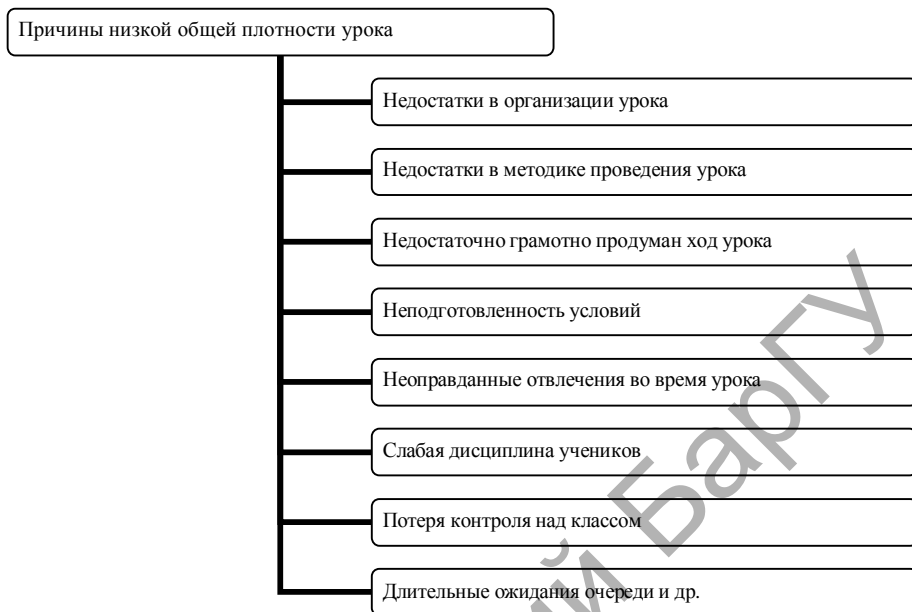 Причины низкой общей плотности урока
Недостатки в организации урока
Недостатки в методике проведения урока
Недостаточно грамотно продуман ход урока
Неподготовленность условий
Неоправданные отвлечения во время урока
Слабая дисциплина учеников
Потеря контроля над классом
Длительные ожидания очереди и др.
БарГУ